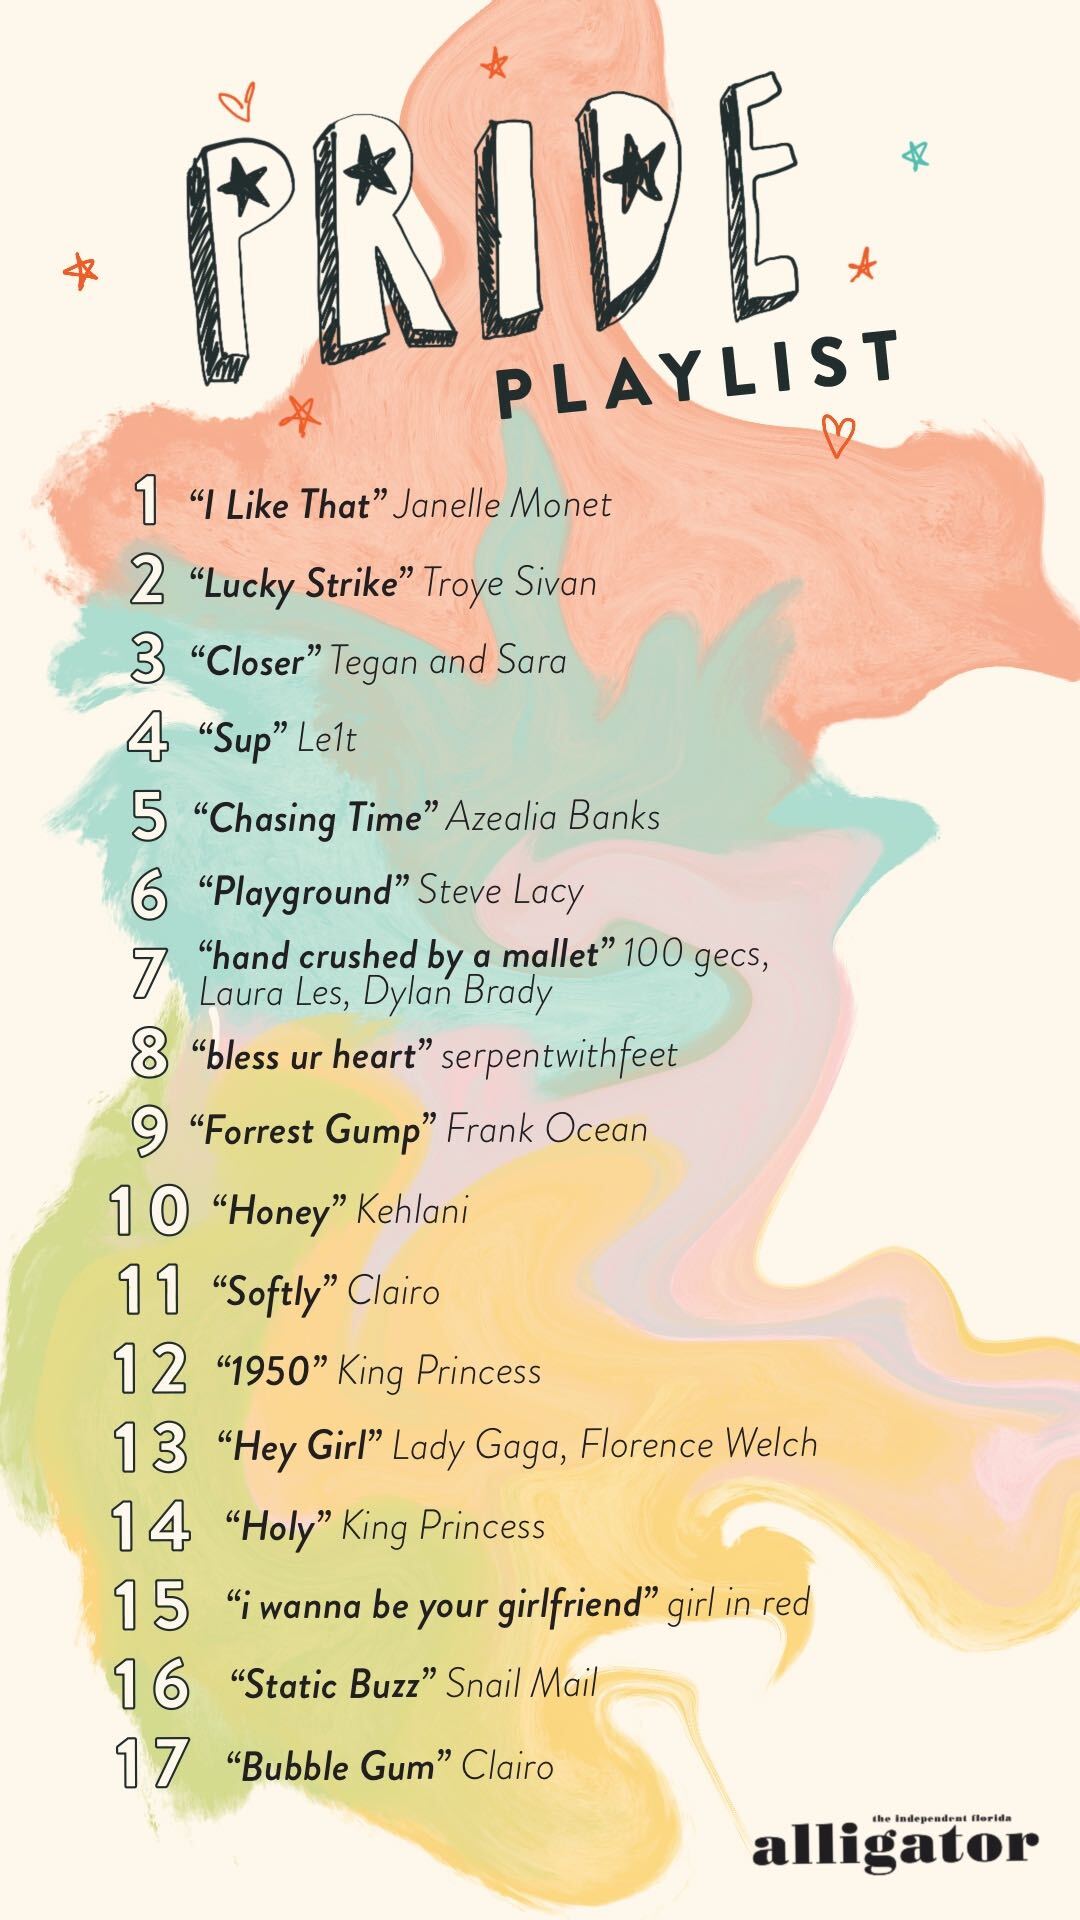 PRIDE
PLAYLIST
1 “I Like That” Janelle Monet
2 “Lucky Strike” Troye Sivan
3 “Closer” Tegan and Sara
4 “Sup” Le1t
5 “Chasing Time” Azealia Banks
6 “Playground” Steve Lacy
7 “hand crushed by a mallet” 100 gecs,
Laura Les, Dylan Brady
8 “bless ur heart” serpentwithfeet
9 “Forrest Gump” Frank Ocean
10 “Honey” Kehlani
11 “Softly” Clairo
12 “1950” King Princess
13 “Hey Girl” Lady Gaga, Florence Welch
14 “Holy” King Princess
15 “i wanna be your girlfriend” girl in red
16 “Static Buzz” Snail Mail
17 “Bubble Gum” Clairo
the independent florida
alligator